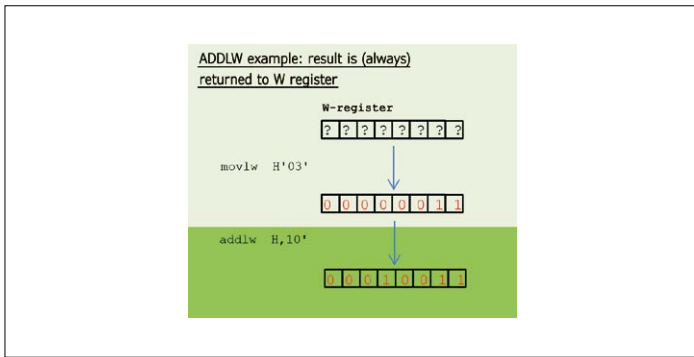 ADDLW example: result is (always)
returned to W register
W-register
? ? ? ? ? ? ? ?
movlw H'03'
0 0 0 0 0 0 1 1
addlw H,10'
0 0 0 1 0 0 1 1